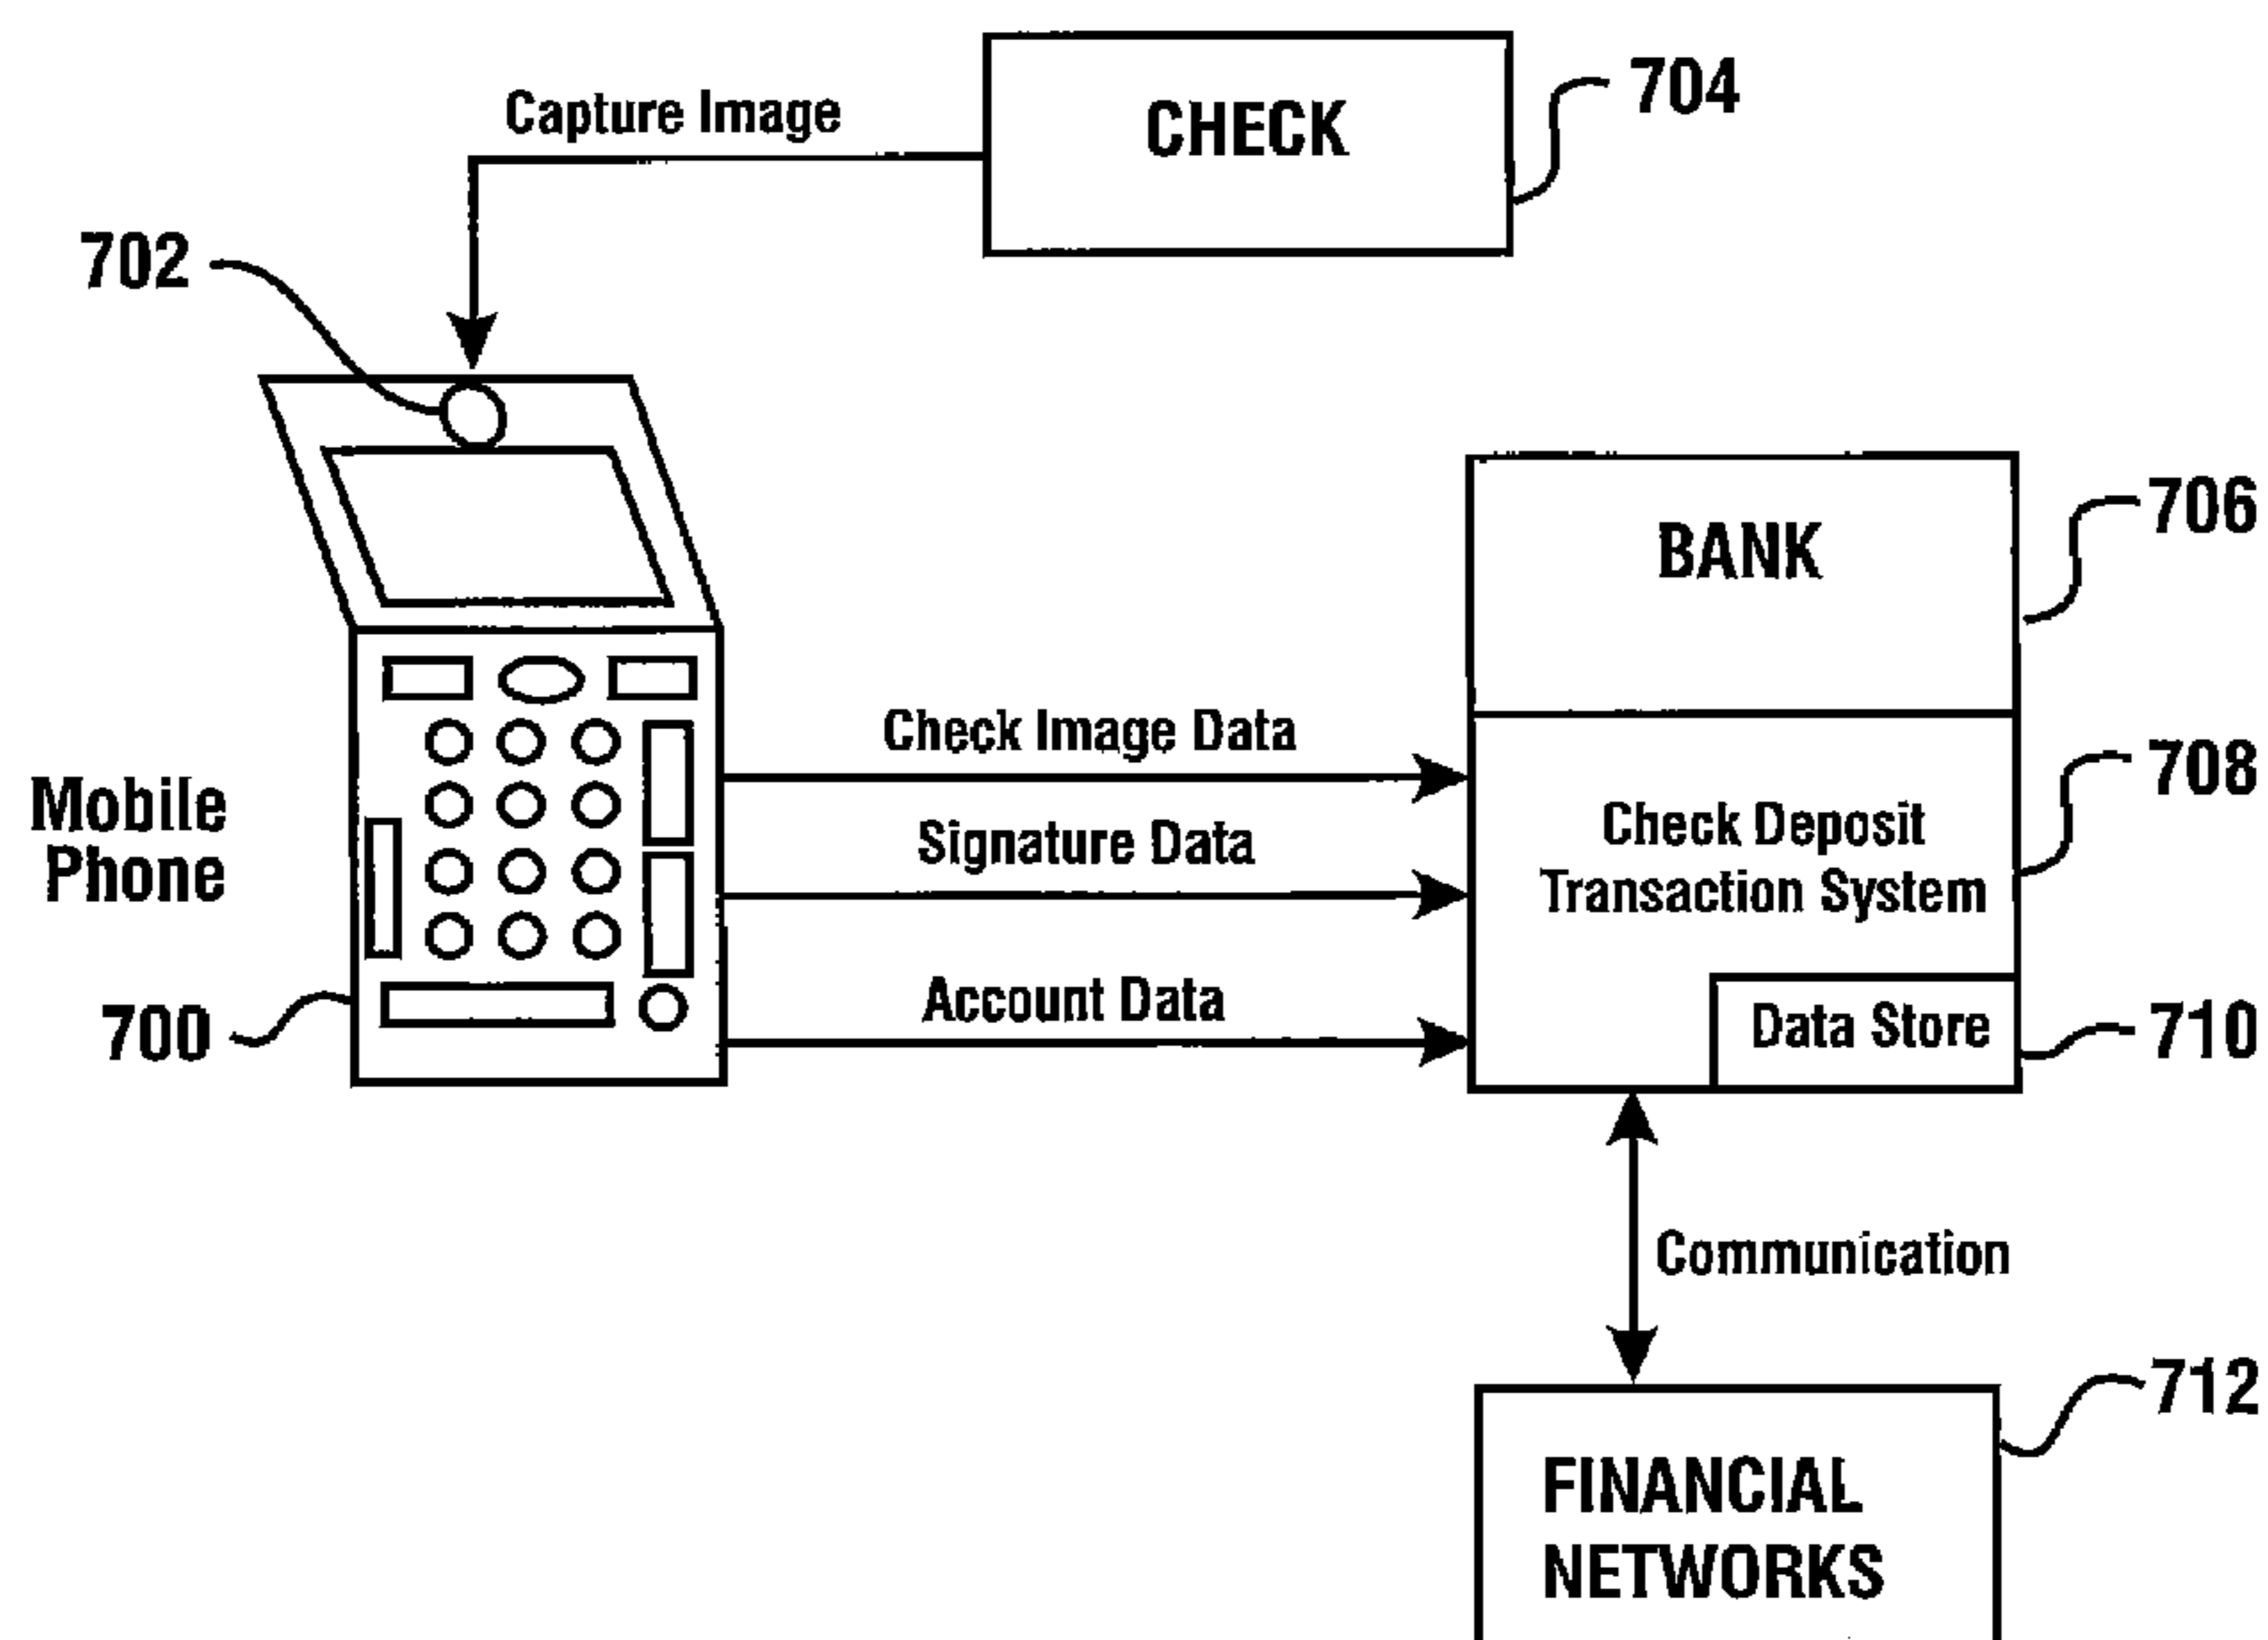 Capture Image
CHECK
704
702
BANK
706
Check Image Data
708
Mobile
Phone
Check Deposit
Transaction System
Signature Data
Account Data
Data Store
710
700
Communication
712
FINANCIAL
NETWORKS